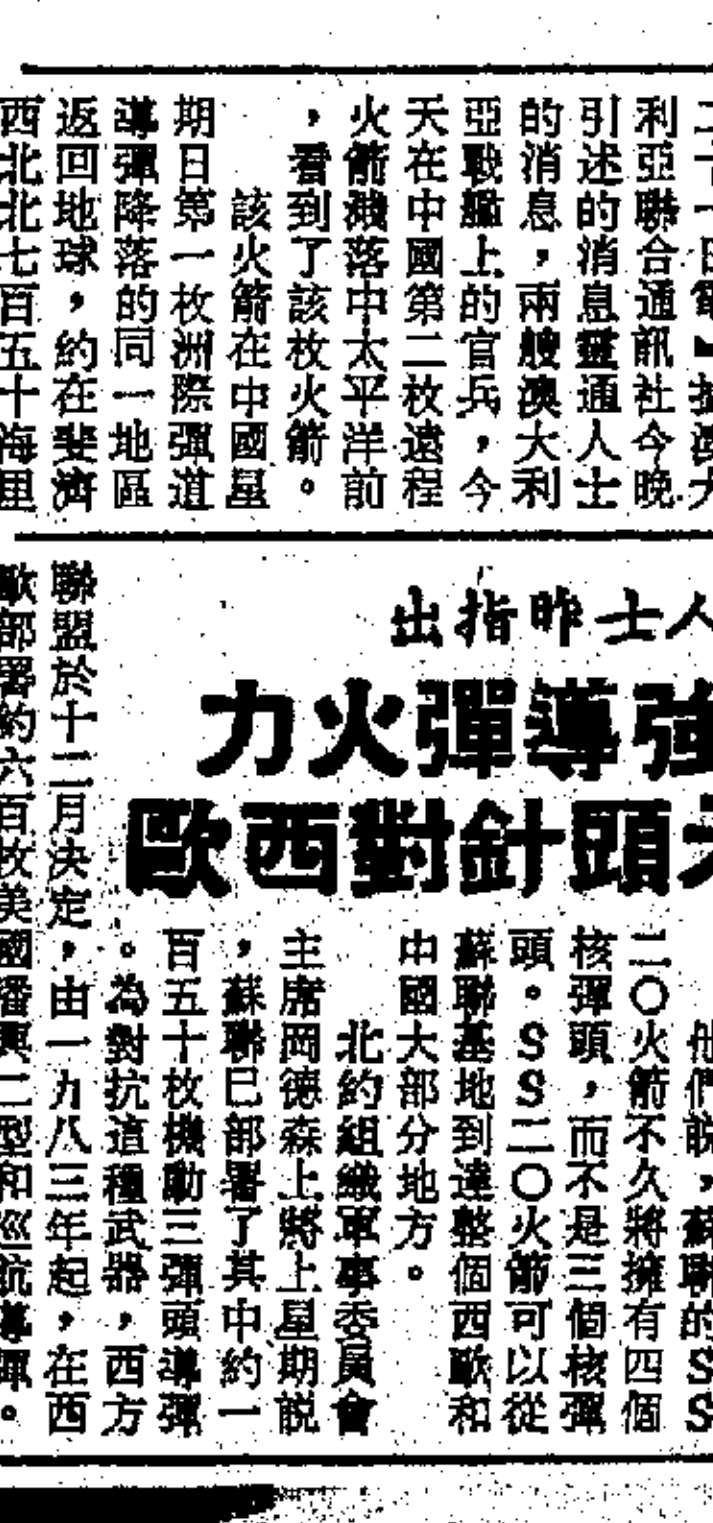 二十一日電』據澳大
利亞聯合通訊社今晚
引述的消息靈通人士
的消息,兩艘澳大利
亞戰艦上的官兵,今
天在中國第二枚遠程
火箭濺落中太平洋前
,看到了該枚火箭。
該火箭在中國星
期日第一枚洲際彈道
導彈降落的同一地區
返回地球,約在斐濟
西北北七百五十海里
人士昨指出
強導彈火力
頭針對西歐
他們說,蘇聯的SS
二〇火箭不久將擁有四個
核彈頭,而不是三個核彈
頭。SS二〇火箭可以從
蘇聯基地到達整個西歐和
中國大部分地方。
北約組織軍事委員會
主席岡德森上將上星期說
,蘇聯已部署了其中約一
百五十枚機動三彈頭導彈
。為對抗這種武器,西方
聯盟於十二月決定,由一九八三年起,在西
歐部署約六百枚美國潘興二型和巡航導彈。